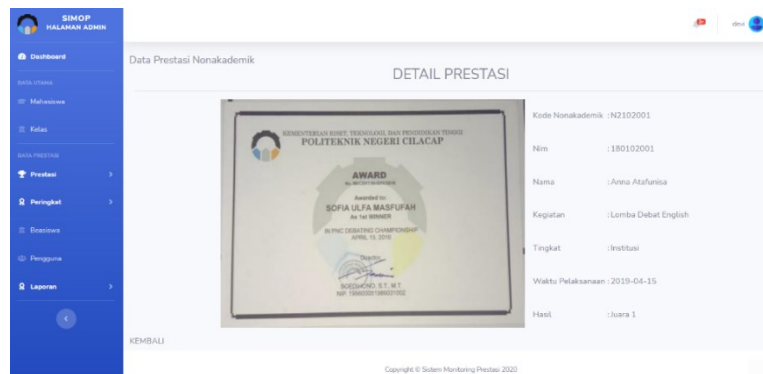 SIMOP
HALAMAN ADMIN
devi
Dashboard
DATA UTAMA
Mahasiswa
Kelas
DATA PRESTASI
Prestasi
Peringkat
Beasiswa
Pengguna
Laporan
Data Prestasi Nonakademik
DETAIL PRESTASI
KEMENTERIAN RISET, TEKNOLOGI, DAN PENDIDIKAN TINGGI
POLITEKNIK NEGERI CILACAP
AWARD
Awarded to:
SOFIA ULFA MASFUFAH
As 1st WINNER
IN PNC DEBATING CHAMPIONSHIP
APRIL 15, 2019
Director
SOEDIHONO, S.T., M.T
Kode Nonakademik : N2102001
Nim : 180102001
Nama : Anna Atafunisa
Kegiatan : Lomba Debat English
Tingkat : Institusi
Waktu Pelaksanaan : 2019-04-15
Hasil : Juara 1
KEMBALI
Copyright © Sistem Monitoring Prestasi 2020